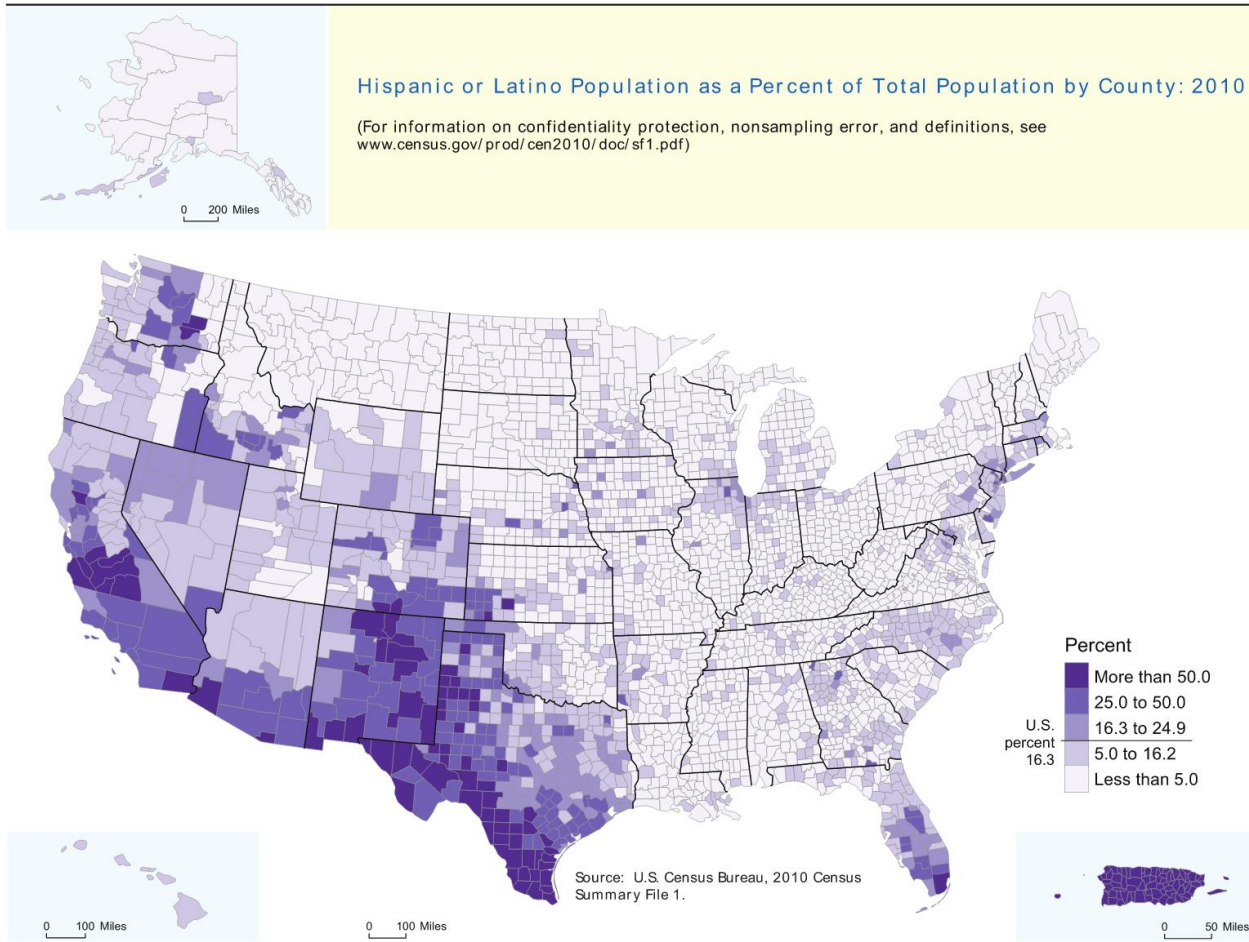 Hispanic or Latino Population as a Percent of Total Population by County: 2010
(For information on confidentiality protection, nonsampling error, and definitions, see
www.census.gov/prod/cen2010/doc/sf1.pdf)
0 200 Miles
Percent
More than 50.0
25.0 to 50.0
16.3 to 24.9
5.0 to 16.2
Less than 5.0
U.S.
percent
16.3
Source: U.S. Census Bureau, 2010 Census
Summary File 1.
0 100 Miles
0 100 Miles
0 50 Miles